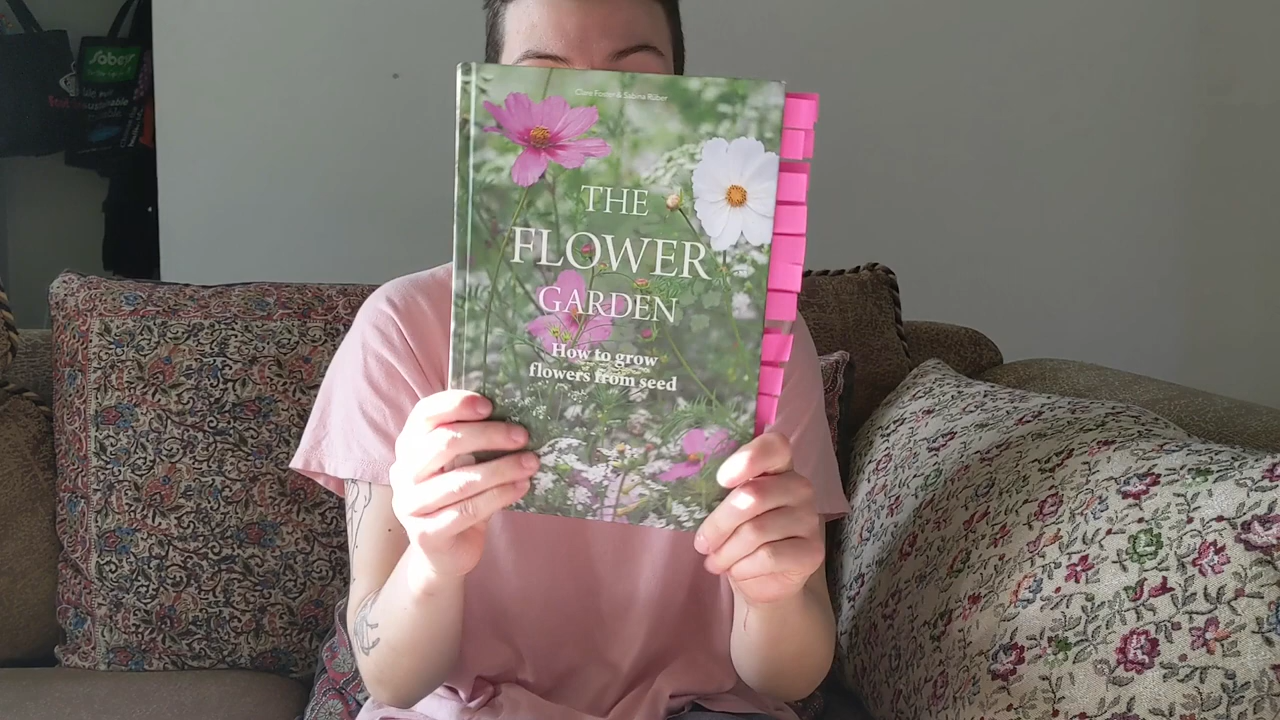 Sobeys
Clare Foster & Sabina Rüber
THE
FLOWER
GARDEN
How to grow
flowers from seed